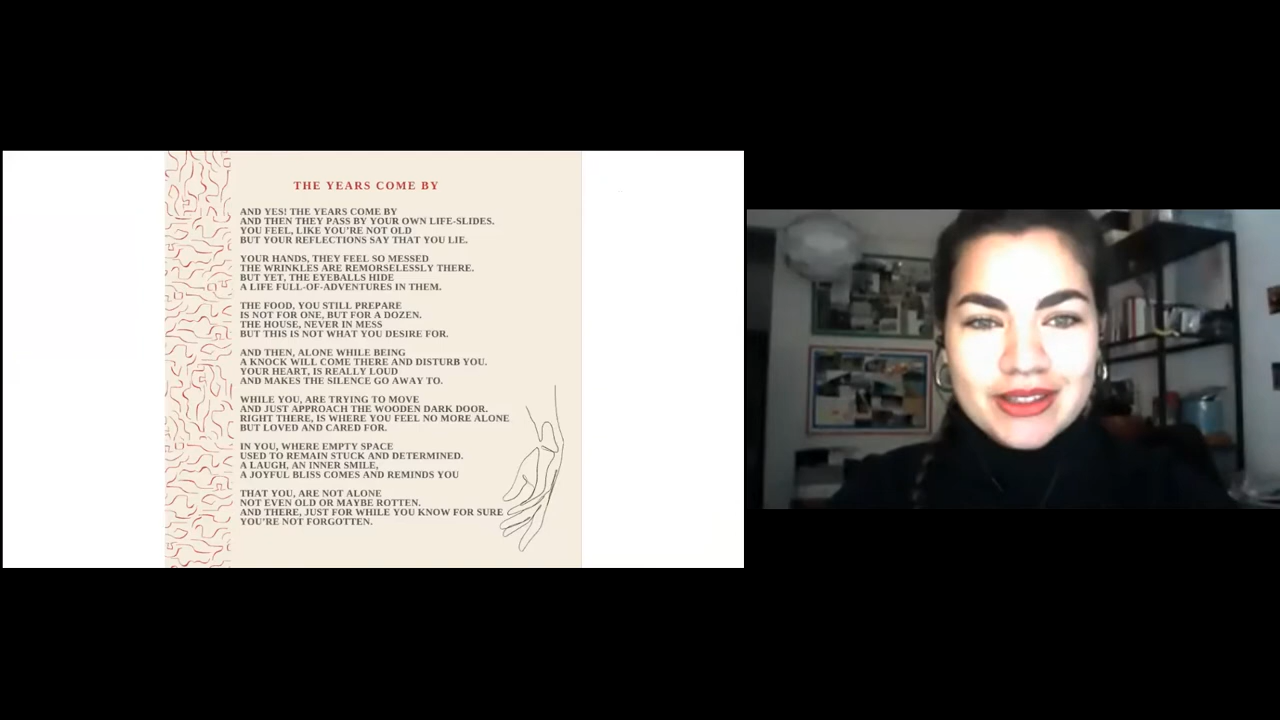 THE YEARS COME BY
AND YES! THE YEARS COME BY
AND THEN THEY PASS BY YOUR OWN LIFE-SLIDES.
YOU FEEL, LIKE YOU'RE NOT OLD
BUT YOUR REFLECTIONS SAY THAT YOU LIE.
YOUR HANDS, THEY FEEL SO MESSED
THE WRINKLES ARE REMORSELESSLY THERE.
BUT YET, THE EYEBALLS HIDE
A LIFE FULL-OF-ADVENTURES IN THEM.
THE FOOD, YOU STILL PREPARE
IS NOT FOR ONE, BUT FOR A DOZEN.
THE HOUSE, NEVER IN MESS
BUT THIS IS NOT WHAT YOU DESIRE FOR.
AND THEN, ALONE WHILE BEING
A KNOCK WILL COME THERE AND DISTURB YOU.
YOUR HEART, IS REALLY LOUD
AND MAKES THE SILENCE GO AWAY TO.
WHILE YOU, ARE TRYING TO MOVE
AND JUST APPROACH THE WOODEN DARK DOOR.
RIGHT THERE, IS WHERE YOU FEEL NO MORE ALONE
BUT LOVED AND CARED FOR.
IN YOU, WHERE EMPTY SPACE
USED TO REMAIN STUCK AND DETERMINED.
A LAUGH, AN INNER SMILE,
A JOYFUL BLISS COMES AND REMINDS YOU
THAT YOU, ARE NOT ALONE
NOT EVEN OLD OR MAYBE ROTTEN.
AND THERE, JUST FOR WHILE YOU KNOW FOR SURE
YOU'RE NOT FORGOTTEN.